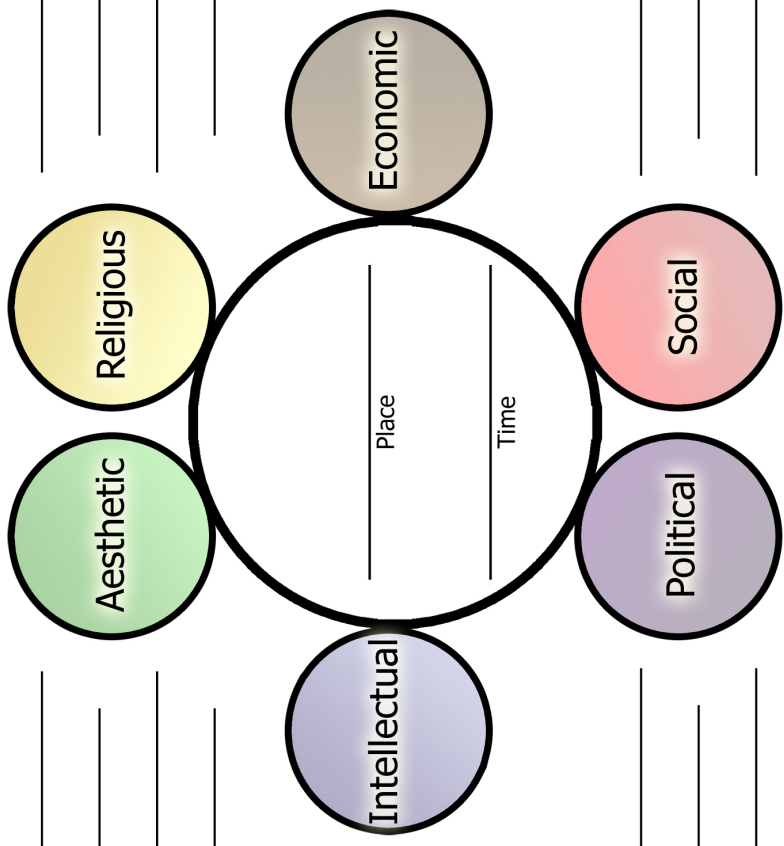 Aesthetic
Religious
Intellectual
Place
Economic
Time
Political
Social